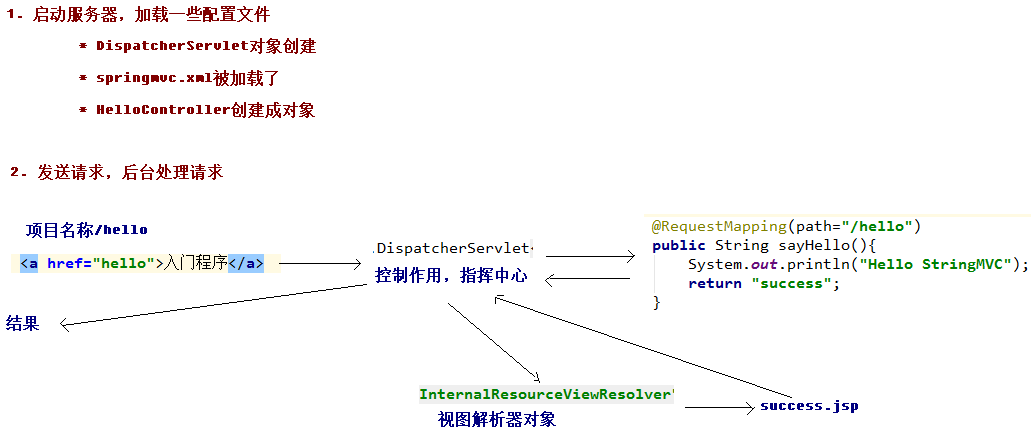 1. 启动服务器，加载一些配置文件
* DispatcherServlet对象创建
* springmvc.xml被加载了
* HelloController创建成对象
2. 发送请求，后台处理请求
项目名称/hello
<a href="hello">入门程序</a>
.DispatcherServlet<
控制作用，指挥中心
@RequestMapping(path="/hello")
public String sayHello(){
System.out.println("Hello StringMVC");
return "success";
}
结果
InternalResourceViewResolver"
视图解析器对象
success.jsp